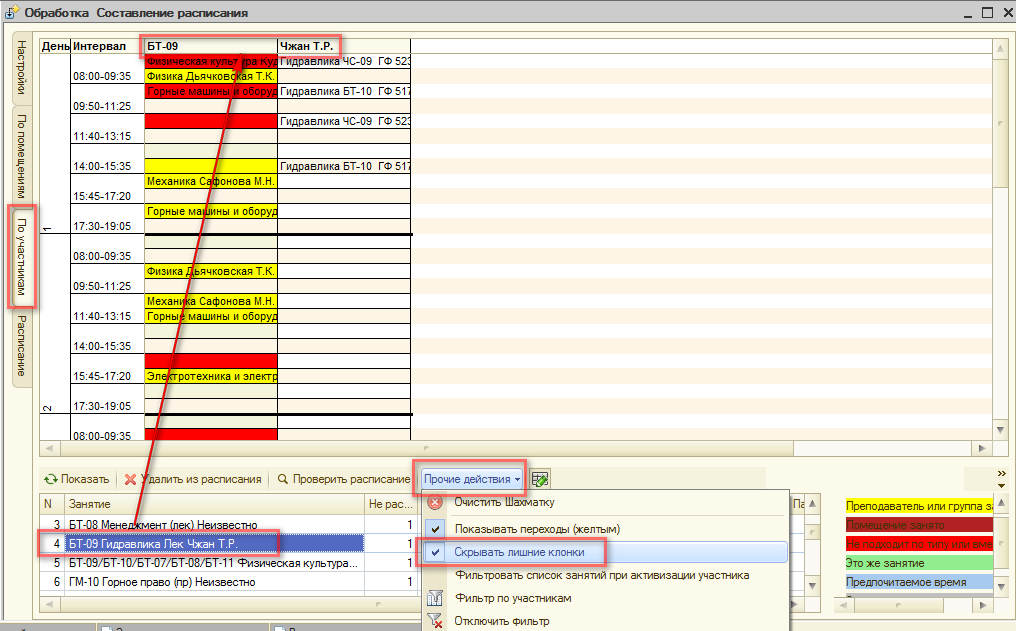 Обработка Составление расписания
Настройки
По помещениям
По участникам
Расписание
День Интервал БТ-09 Чжан Т.Р.
Физическая культура Куд Гидравлика ЧС-09 ГФ 523
08:00-09:35 Физика Дьячковская Т.К.
Горные машины и оборуд Гидравлика БТ-10 ГФ 517
09:50-11:25
Гидравлика ЧС-09 ГФ 523
11:40-13:15
14:00-15:35 Гидравлика БТ-10 ГФ 517
Механика Сафонова М.Н.
15:45-17:20
Горные машины и оборуд
1 17:30-19:05
08:00-09:35
Физика Дьячковская Т.К.
09:50-11:25
Механика Сафонова М.Н.
11:40-13:15 Горные машины и оборуд
14:00-15:35
15:45-17:20 Электротехника и электр
2 17:30-19:05
08:00-09:35
Показать Удалить из расписания Проверить расписание Прочие действия
N Занятие Не рас...
3 БТ-08 Менеджмент (лек) Неизвестно 1
4 БТ-09 Гидравлика Лек Чжан Т.Р. 1
5 БТ-09/БТ-10/БТ-07/БТ-08/БТ-11 Физическая культура... 1
6 ГМ-10 Горное право (пр) Неизвестно 1
Очистить Шахматку
Показывать переходы (желтым)
Скрывать лишние клонки
Фильтровать список занятий при активизации участника
Фильтр по участникам
Отключить фильтр
Па
Преподаватель или группа за
Помещение занято
Не подходит по типу или вме
Это же занятие
Предпочитаемое время